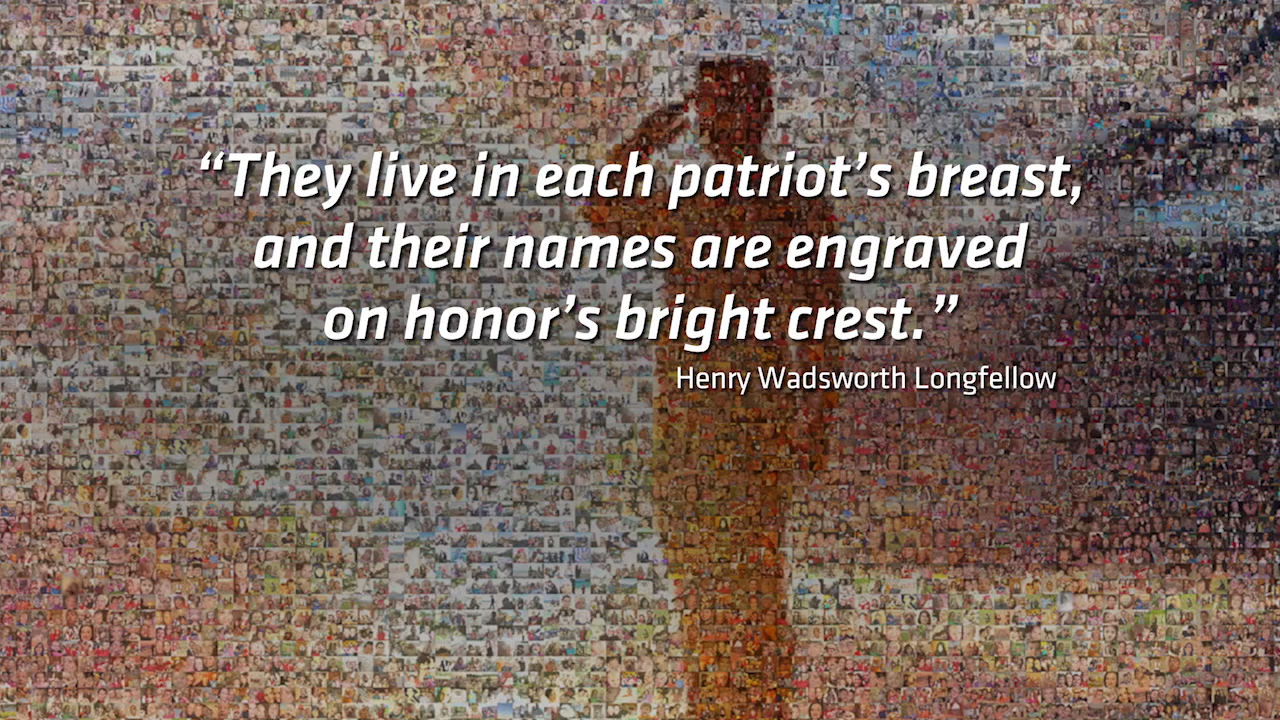 “They live in each patriot’s breast,
and their names are engraved
on honor’s bright crest.”
Henry Wadsworth Longfellow